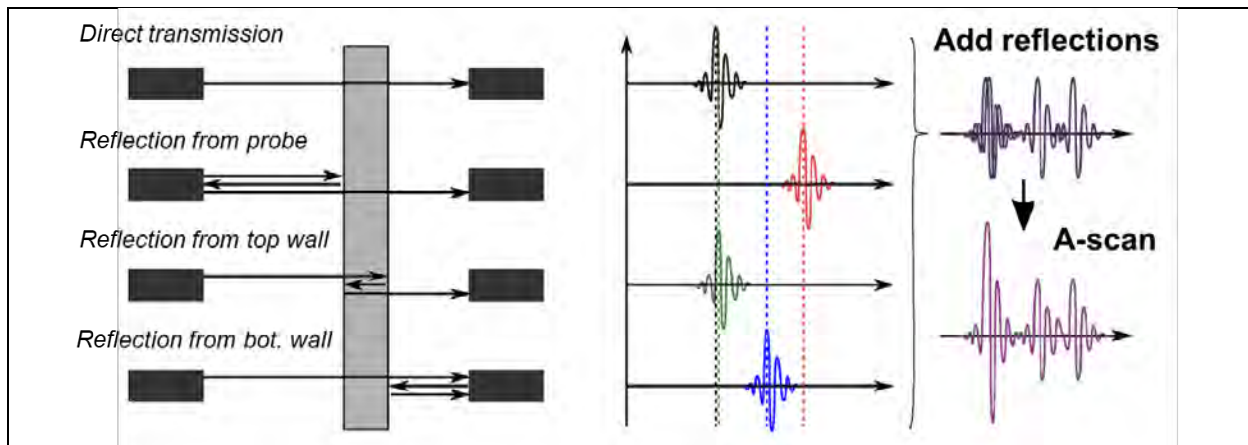 Direct transmission
Reflection from probe
Reflection from top wall
Reflection from bot. wall
Add reflections
A-scan